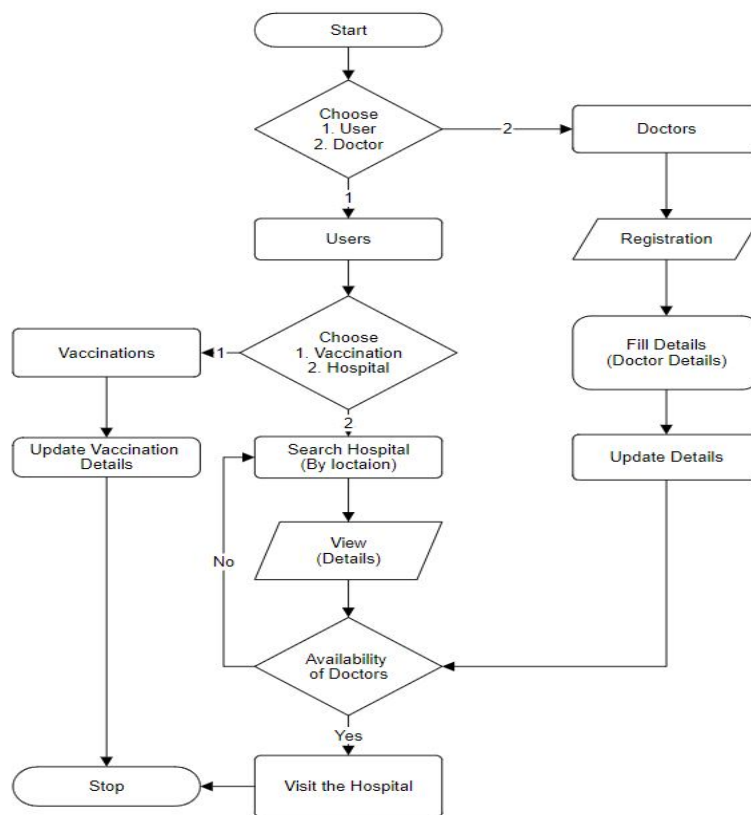 Start
Choose
1. User
2. Doctor
2
Doctors
1
Users
Registration
Choose
1. Vaccination
2. Hospital
1
Vaccinations
Fill Details
(Doctor Details)
2
Update Vaccination
Details
Search Hospital
(By loctaion)
Update Details
View
(Details)
No
Availability
of Doctors
Yes
Visit the Hospital
Stop